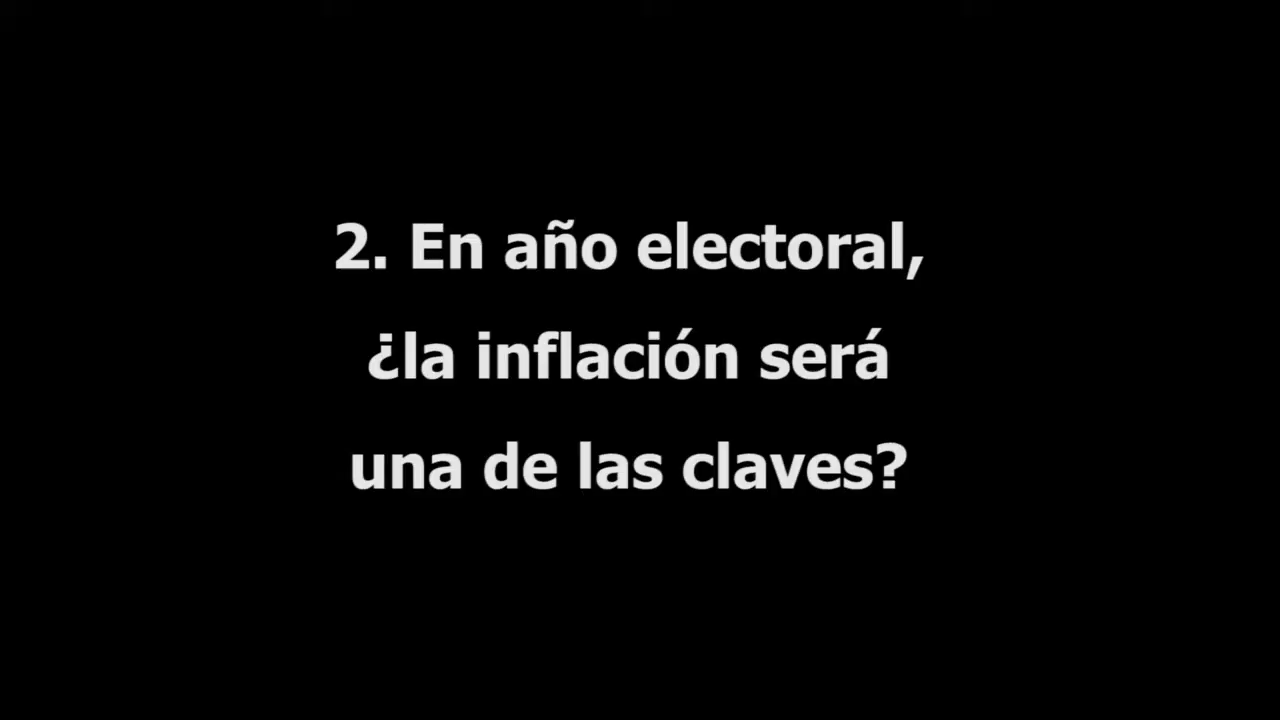 2. En año electoral,
¿la inflación será
una de las claves?